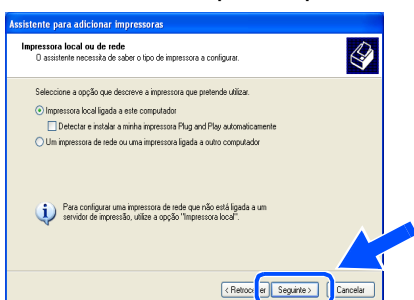 Assistente para adicionar impressoras
Impressora local ou de rede
O assistente necessita de saber o tipo de impressora a configurar.
Seleccione a opção que descreve a impressora que pretende utilizar.
Impressora local ligada a este computador
Detectar e instalar a minha impressora Plug and Play automaticamente
Um impressora de rede ou uma impressora ligada a outro computador
Para configurar uma impressora de rede que não está ligada a um
servidor de impressão, utilize a opção "Impressora local".
< Retroceder Seguinte > Cancelar